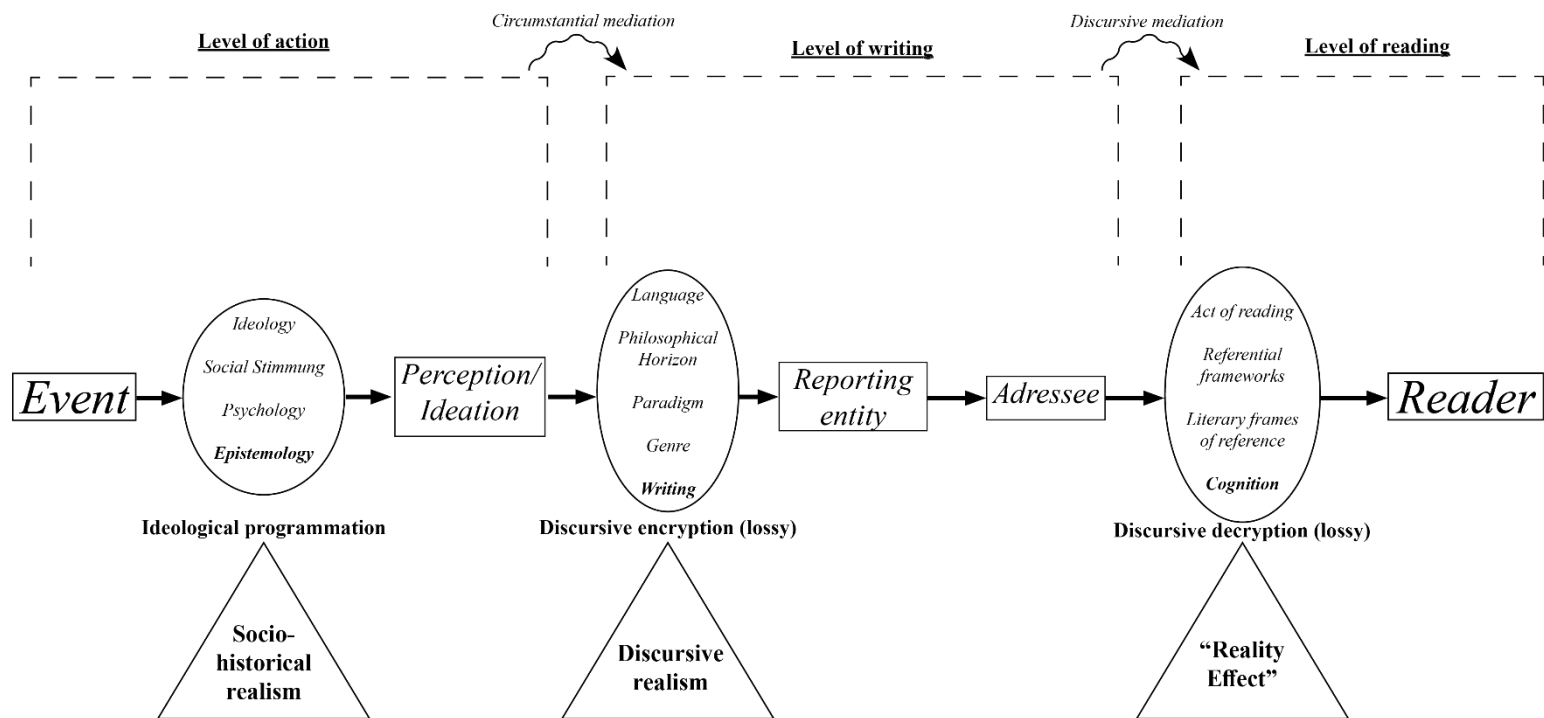 Circumstantial mediation
Discursive mediation
Level of action
Level of writing
Level of reading
Event
Ideology
Social Stimmung
Psychology
Epistemology
Perception/
Ideation
Language
Philosophical
Horizon
Paradigm
Genre
Writing
Reporting
entity
Adressee
Act of reading
Referential
frameworks
Literary frames
of reference
Cognition
Reader
Ideological programmation
Discursive encryption (lossy)
Discursive decryption (lossy)
Socio-
historical
realism
Discursive
realism
“Reality
Effect”